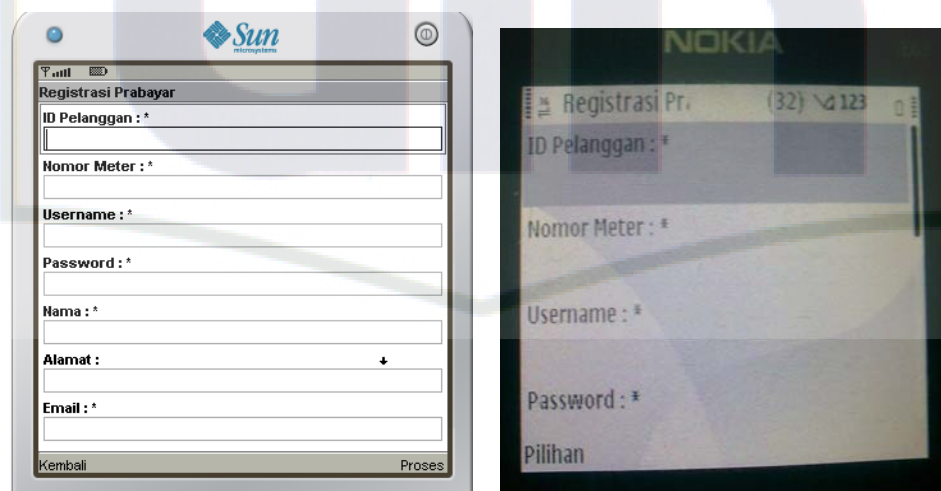 Sun
microsystems
Registrasi Prabayar
ID Pelanggan : *
Nomor Meter : *
Username : *
Password : *
Nama : *
Alamat :
Email : *
Kembali Proses
NOKIA
Registrasi Pr. (32) 123
ID Pelanggan : *
Nomor Meter : *
Username : *
Password : *
Pilihan